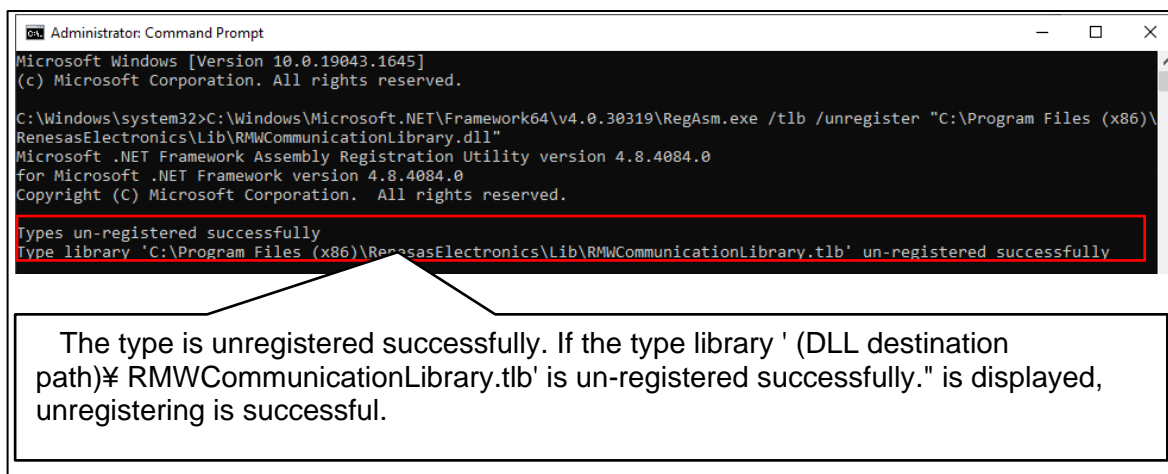 Administrator: Command Prompt
Microsoft Windows [Version 10.0.19043.1645]
(c) Microsoft Corporation. All rights reserved.
C:\Windows\system32>C:\Windows\Microsoft.NET\Framework64\v4.0.30319\RegAsm.exe /tlb /unregister "C:\Program Files (x86)\
RenesasElectronics\Lib\RMWCommunicationLibrary.dll"
Microsoft .NET Framework Assembly Registration Utility version 4.8.4084.0
for Microsoft .NET Framework version 4.8.4084.0
Copyright (C) Microsoft Corporation.  All rights reserved.
Types un-registered successfully
Type library 'C:\Program Files (x86)\RenesasElectronics\Lib\RMWCommunicationLibrary.tlb' un-registered successfully
The type is unregistered successfully. If the type library ' (DLL destination
path)¥ RMWCommunicationLibrary.tlb' is un-registered successfully." is displayed,
unregistering is successful.